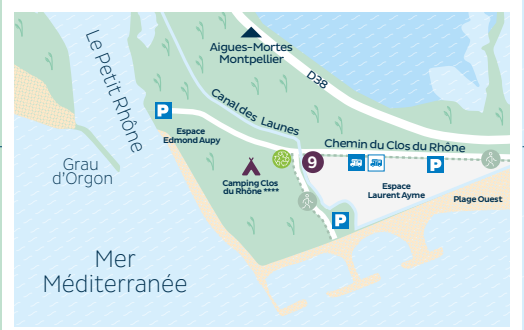 Aigues-Mortes
Montpellier
D38
Le Petit Rhône
Canal des Launes
P
Espace
Edmond Aupy
Chemin du Clos du Rhône
9
P
Grau
d'Orgon
Camping Clos
du Rhône ****
Espace
Laurent Ayme
Plage Ouest
P
Mer
Méditerranée